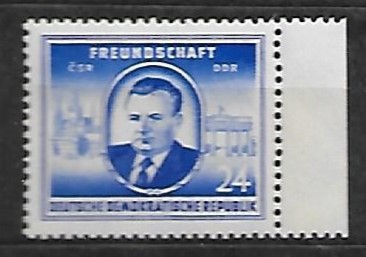 FREUNDSCHAFT
ČSR DDR
24
DEUTSCHE DEMOKRATISCHE REPUBLIK